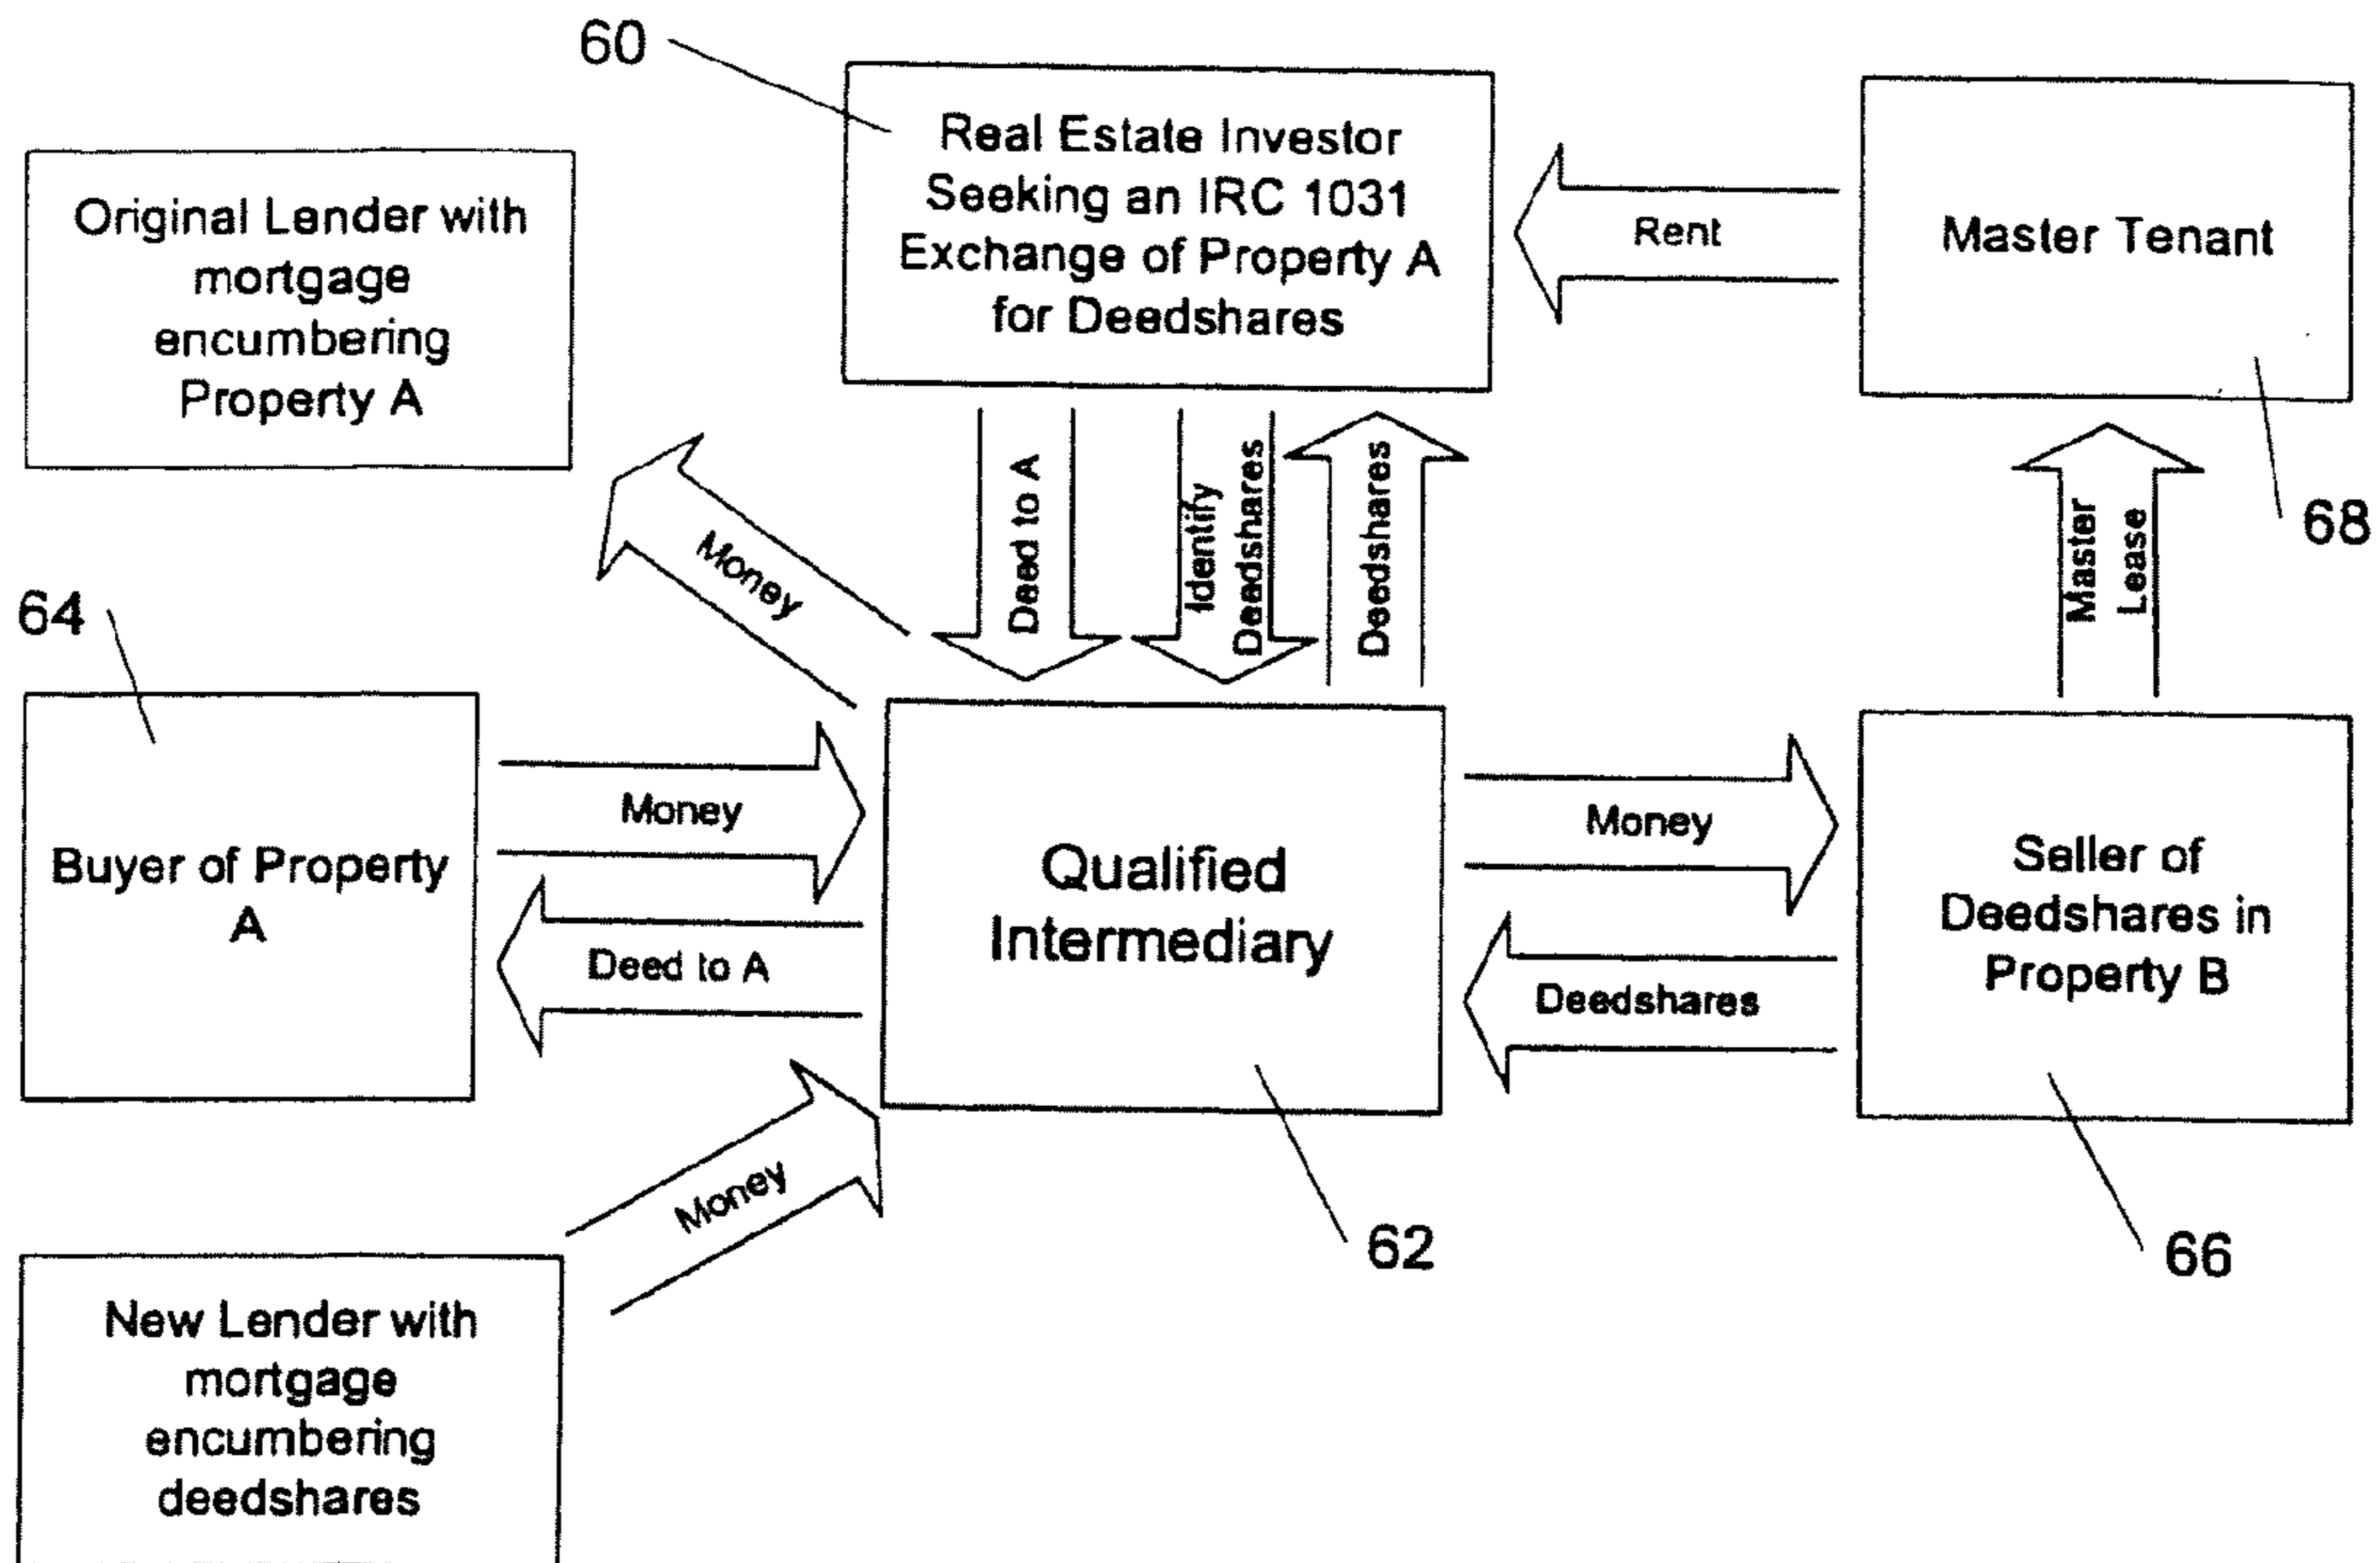 60
Real Estate Investor
Seeking an IRC 1031
Exchange of Property A
for Deedshares
Master Tenant
68
Rent
Original Lender with
mortgage
encumbering
Property A
Money
Deed to A
Identify
Deedshares
Deedshares
Master
Lease
64
Buyer of Property
A
Money
Deed to A
Qualified
Intermediary
62
Money
Deedshares
Seller of
Deedshares in
Property B
66
Money
New Lender with
mortgage
encumbering
deedshares